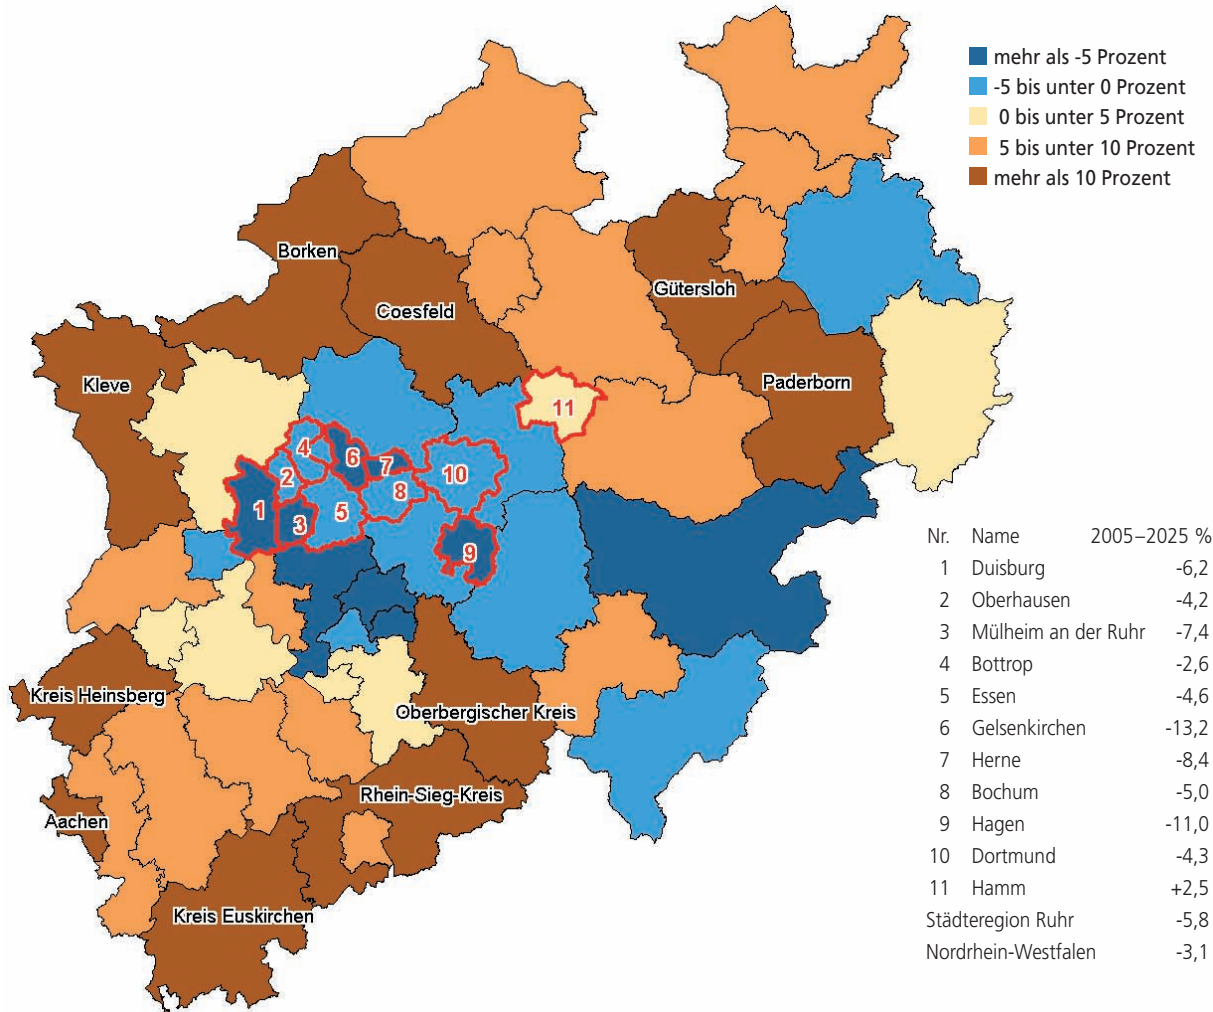 mehr als -5 Prozent
-5 bis unter 0 Prozent
0 bis unter 5 Prozent
5 bis unter 10 Prozent
mehr als 10 Prozent
Borken
Coesfeld
Gütersloh
Kleve
Paderborn
11
4
6
7
2
10
8
1
3
5
9
Kreis Heinsberg
Oberbergischer Kreis
Rhein-Sieg-Kreis
Aachen
Kreis Euskirchen
Nr. Name 2005–2025 %
1 Duisburg -6,2
2 Oberhausen -4,2
3 Mülheim an der Ruhr -7,4
4 Bottrop -2,6
5 Essen -4,6
6 Gelsenkirchen -13,2
7 Herne -8,4
8 Bochum -5,0
9 Hagen -11,0
10 Dortmund -4,3
11 Hamm +2,5
Städteregion Ruhr -5,8
Nordrhein-Westfalen -3,1